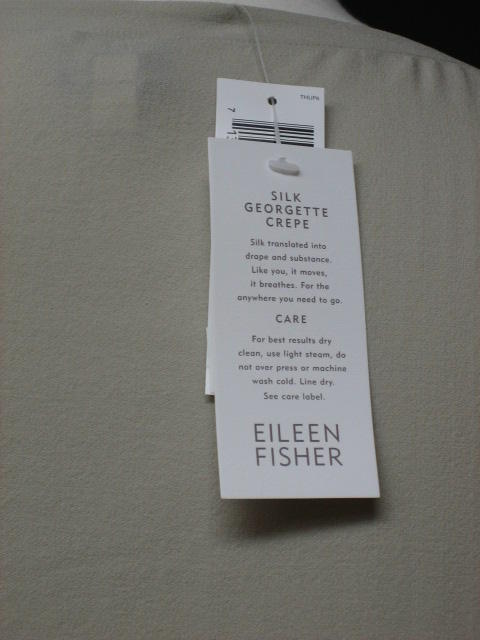 THUPK
7
SILK
GEORGETTE
CREPE
Silk translated into
drape and substance.
Like you, it moves,
it breathes. For the
anywhere you need to go.
CARE
For best results dry
clean, use light steam, do
not over press or machine
wash cold. Line dry.
See care label.
EILEEN
FISHER